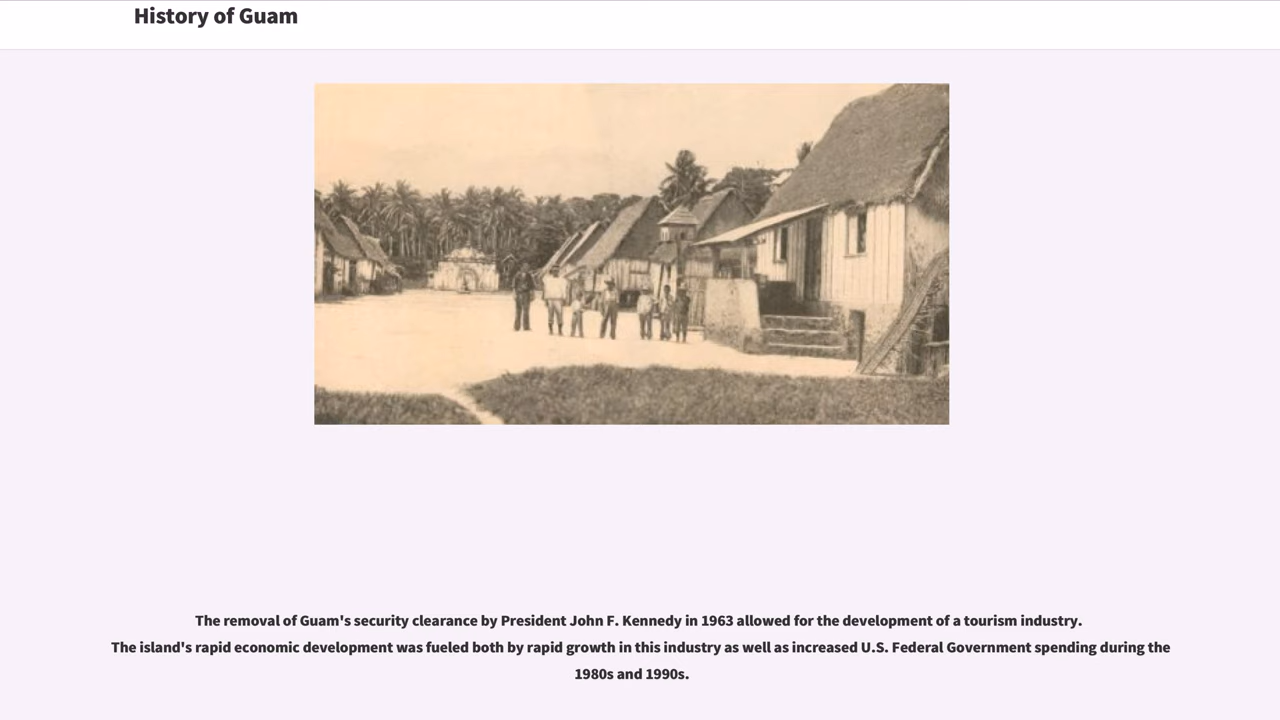 History of Guam
The removal of Guam's security clearance by President John F. Kennedy in 1963 allowed for the development of a tourism industry.
The island's rapid economic development was fueled both by rapid growth in this industry as well as increased U.S. Federal Government spending during the
1980s and 1990s.